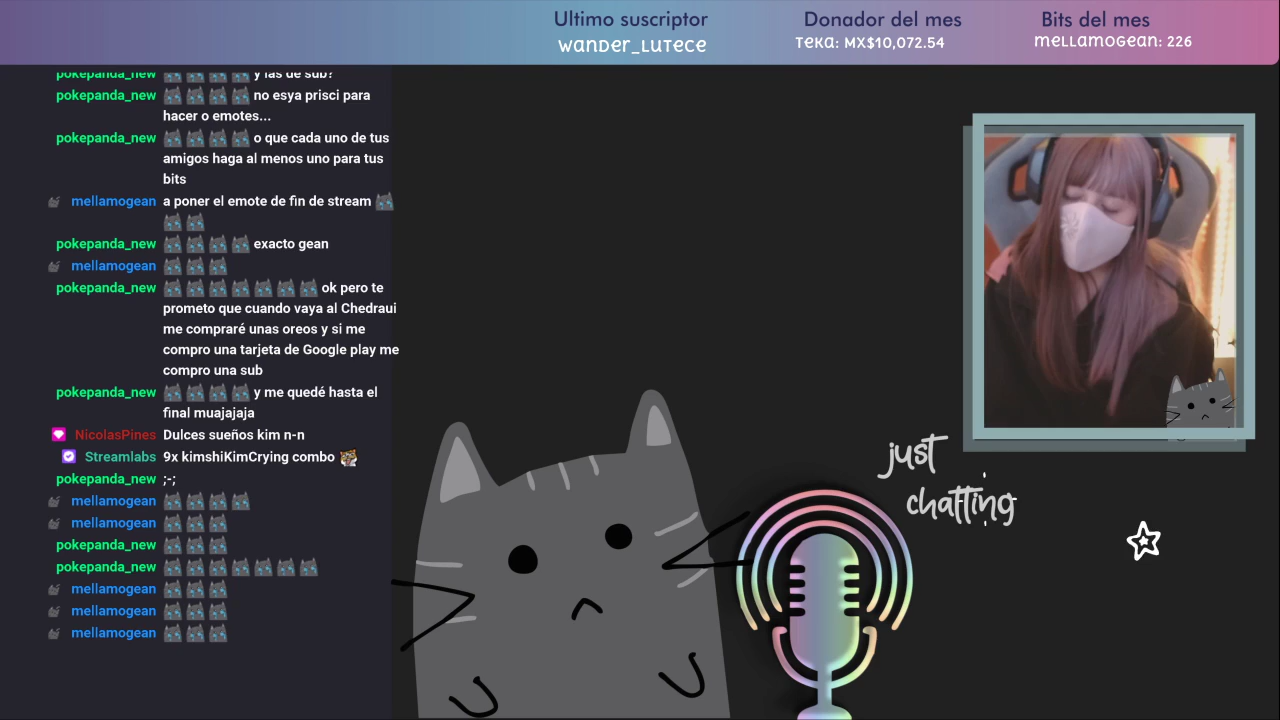 Ultimo suscriptor
wander_lutece
Donador del mes
Teka: MX$10,072.54
Bits del mes
mellamogean: 226
pokepanda_new y las de sub?
pokepanda_new no esya prisci para
hacer o emotes...
pokepanda_new o que cada uno de tus
amigos haga al menos uno para tus
bits
mellamogean a poner el emote de fin de stream
pokepanda_new exacto gean
mellamogean
pokepanda_new ok pero te
prometo que cuando vaya al Chedraui
me compraré unas oreos y si me
compro una tarjeta de Google play me
compro una sub
pokepanda_new y me quedé hasta el
final muajajaja
NicolasPines Dulces sueños kim n-n
Streamlabs 9x kimshiKimCrying combo
pokepanda_new ;-;
mellamogean
mellamogean
pokepanda_new
pokepanda_new
mellamogean
mellamogean
mellamogean
just
chatting